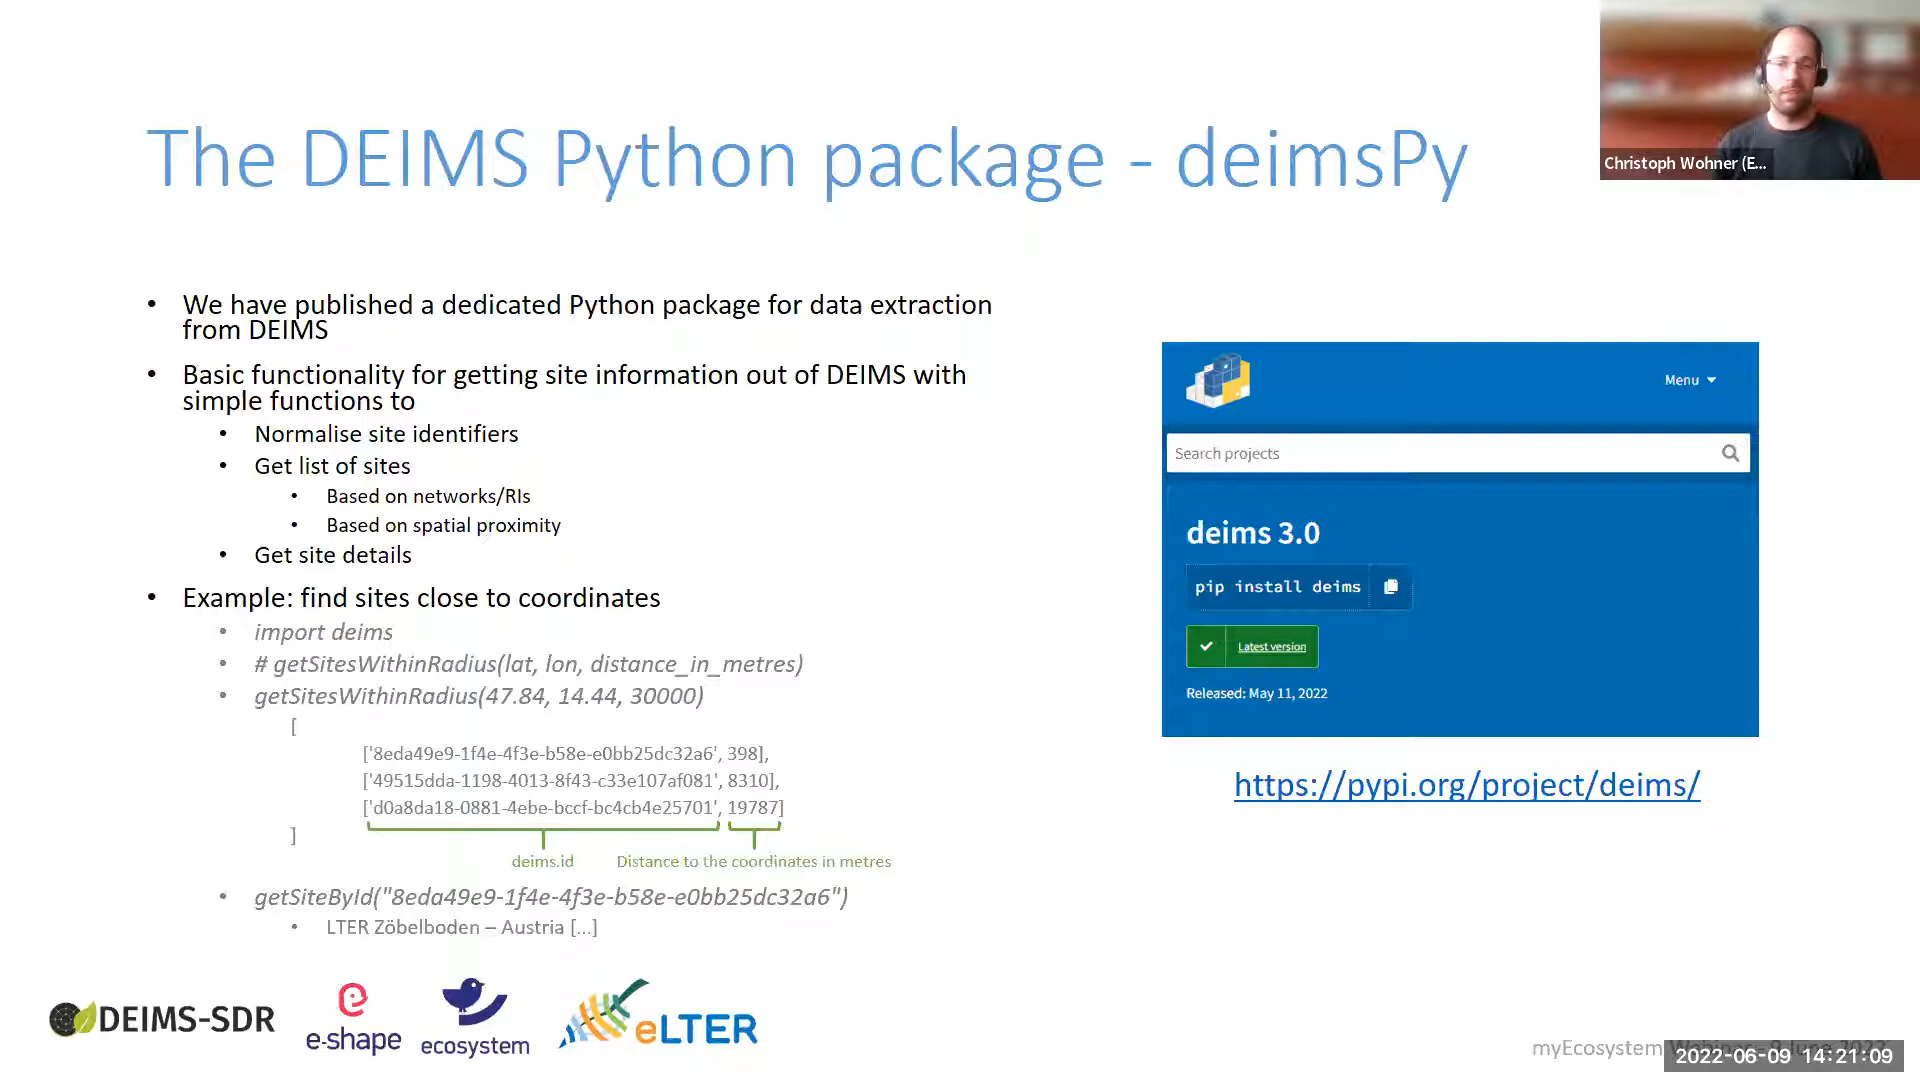 The DEIMS Python package - deimsPy
Christoph Wohner (E...
• We have published a dedicated Python package for data extraction
from DEIMS
• Basic functionality for getting site information out of DEIMS with
simple functions to
• Normalise site identifiers
• Get list of sites
• Based on networks/RIs
• Based on spatial proximity
• Get site details
• Example: find sites close to coordinates
• import deims
• # getSitesWithinRadius(lat, lon, distance_in_metres)
• getSitesWithinRadius(47.84, 14.44, 30000)
[
['8eda49e9-1f4e-4f3e-b58e-e0bb25dc32a6', 398],
['49515dda-1198-4013-8f43-c33e107af081', 8310],
['d0a8da18-0881-4ebe-bccf-bc4cb4e25701', 19787]
]
deims.id Distance to the coordinates in metres
• getSiteById("8eda49e9-1f4e-4f3e-b58e-e0bb25dc32a6")
• LTER Zöbelboden – Austria [...]
Menu
Search projects
deims 3.0
pip install deims
Latest version
Released: May 11, 2022
https://pypi.org/project/deims/
DEIMS-SDR
e-shape
ecosystem
eLTER
myEcosystem
2022-06-09 14:21:09